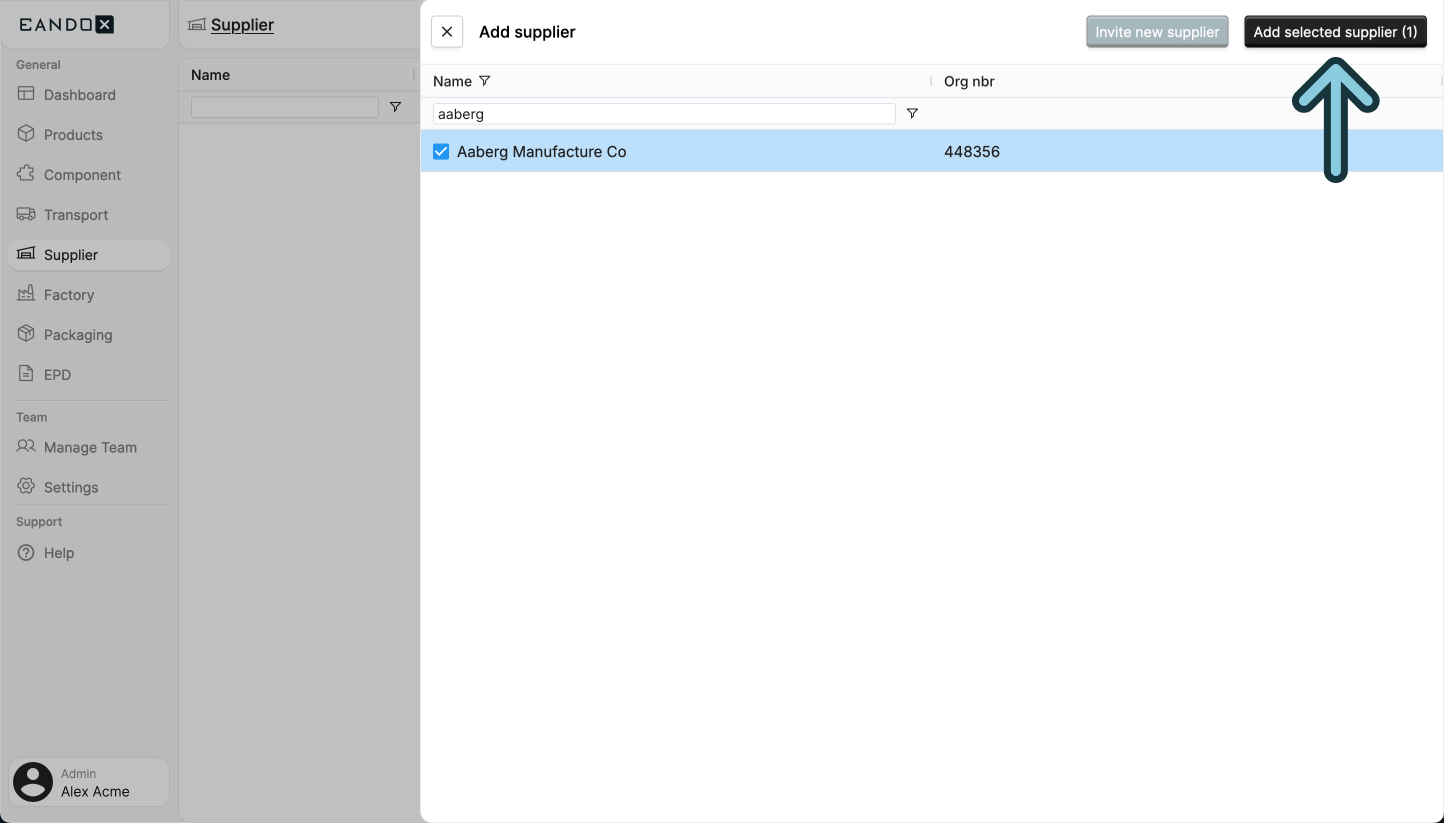 EANDOX
General
Dashboard
Products
Component
Transport
Supplier
Factory
Packaging
EPD
Team
Manage Team
Settings
Support
Help
Admin
Alex Acme
Supplier
Name
Add supplier
Invite new supplier
Add selected supplier (1)
Name Org nbr
aaberg
Aaberg Manufacture Co 448356